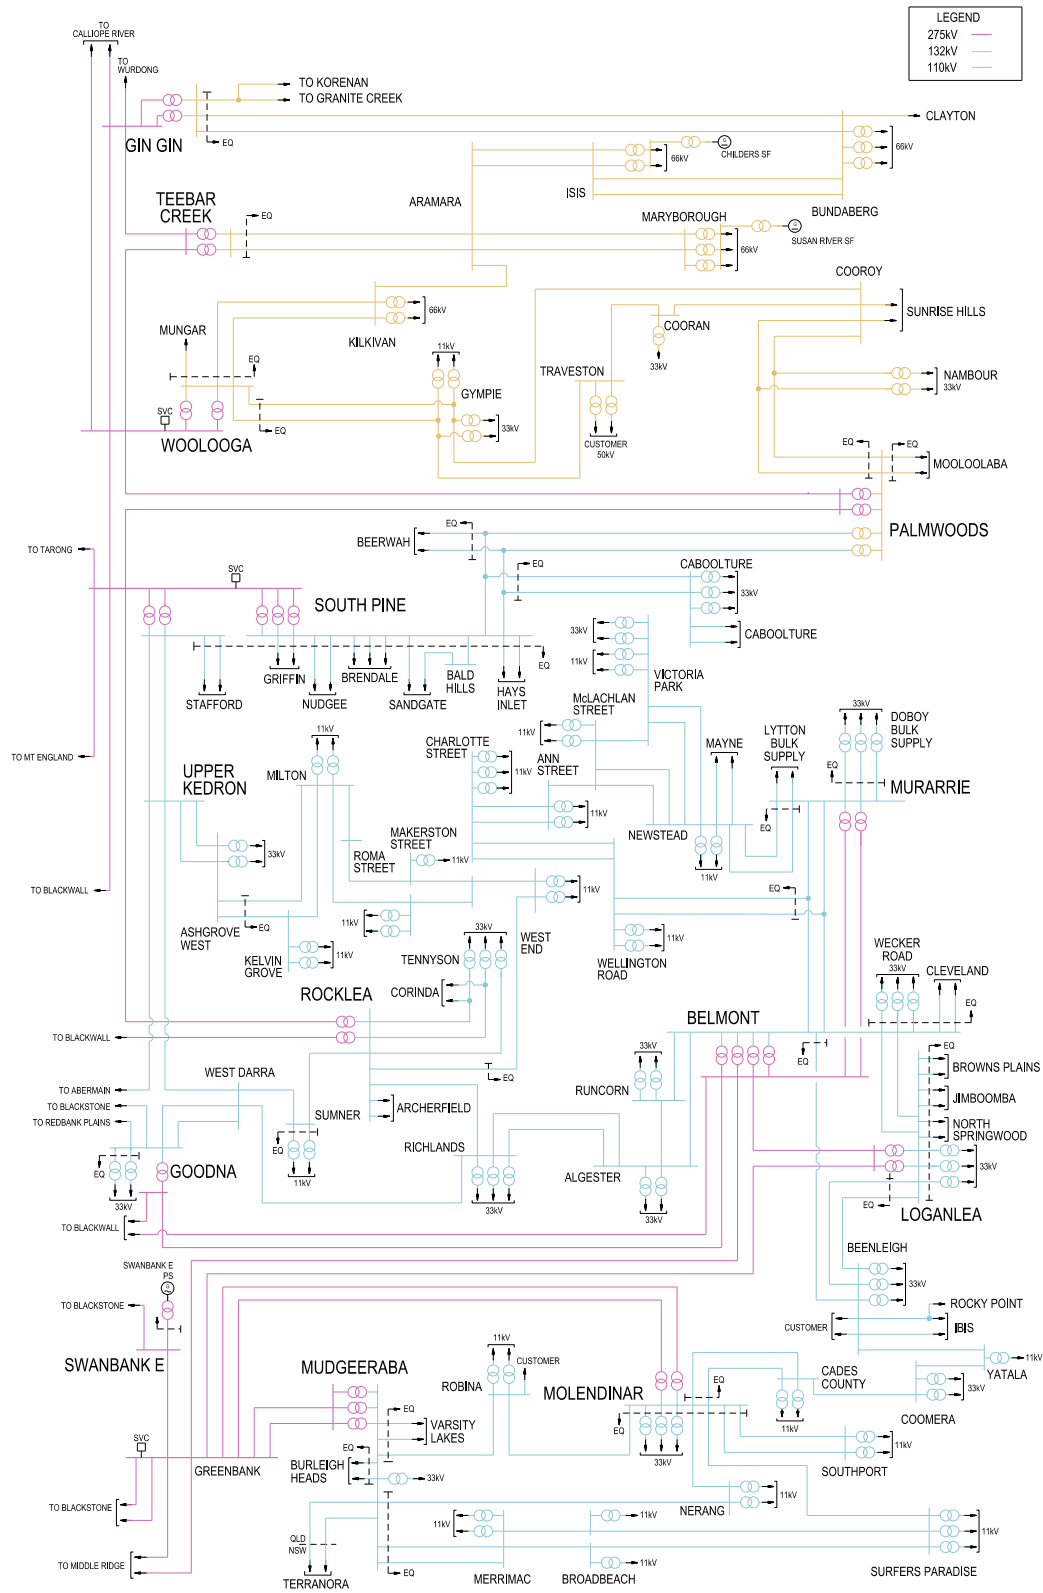 TO
CALLIOPE RIVER
TO
WURDONG
LEGEND
275kV
132kV
110kV
TO KORENAN
TO GRANITE CREEK
CLAYTON
GIN GIN
EQ
66kV
G
CHILDERS SF
66kV
ARAMARA
ISIS
BUNDABERG
TEEBAR
CREEK
EQ
MARYBOROUGH
G
SUSAN RIVER SF
66kV
COOROY
SUNRISE HILLS
66kV
KILKIVAN
COORAN
33kV
MUNGAR
EQ
11kV
GYMPIE
TRAVESTON
NAMBOUR
33kV
SVC
WOOLOOGA
EQ
33kV
CUSTOMER
50kV
EQ
EQ
MOOLOOLABA
PALMWOODS
EQ
BEERWAH
TO TARONG
SVC
EQ
CABOOLTURE
33kV
SOUTH PINE
CABOOLTURE
33kV
11kV
VICTORIA
PARK
EQ
STAFFORD
GRIFFIN
NUDGEE
BRENDALE
SANDGATE
BALD
HILLS
HAYS
INLET
McLACHLAN
STREET
11kV
33kV
DOBOY
BULK
SUPPLY
TO MT ENGLAND
11kV
MILTON
CHARLOTTE
STREET
11kV
ANN
STREET
MAYNE
LYTTON
BULK
SUPPLY
EQ
MURARRIE
UPPER
KEDRON
11kV
33kV
MAKERSTON
STREET
11kV
ROMA
STREET
NEWSTEAD
11kV
EQ
TO BLACKWALL
11kV
EQ
ASHGROVE
WEST
EQ
11kV
KELVIN
GROVE
11kV
33kV
TENNYSON
WEST
END
11kV
WELLINGTON
ROAD
WECKER
ROAD
33kV
CLEVELAND
ROCKLEA
CORINDA
BELMONT
EQ
TO BLACKWALL
EQ
33kV
RUNCORN
EQ
EQ
BROWNS PLAINS
TO ABERMAIN
WEST DARRA
TO BLACKSTONE
TO REDBANK PLAINS
SUMNER
EQ
ARCHERFIELD
JIMBOOMBA
NORTH
SPRINGWOOD
EQ
GOODNA
33kV
11kV
RICHLANDS
33kV
ALGESTER
33kV
33kV
EQ
LOGANLEA
TO BLACKWALL
BEENLEIGH
33kV
SWANBANK E
PS
G
TO BLACKSTONE
SWANBANK E
ROCKY POINT
CUSTOMER
IBIS
11kV
YATALA
MUDGEERABA
11kV
CUSTOMER
ROBINA
MOLENDINAR
EQ
CADES
COUNTY
33kV
COOMERA
11kV
EQ
VARSITY
LAKES
EQ
EQ
33kV
11kV
SOUTHPORT
SVC
GREENBANK
BURLEIGH
HEADS
33kV
11kV
NERANG
TO BLACKSTONE
QLD
NSW
11kV
11kV
11kV
TO MIDDLE RIDGE
TERRANORA
EQ
MERRIMAC
11kV
BROADBEACH
SURFERS PARADISE